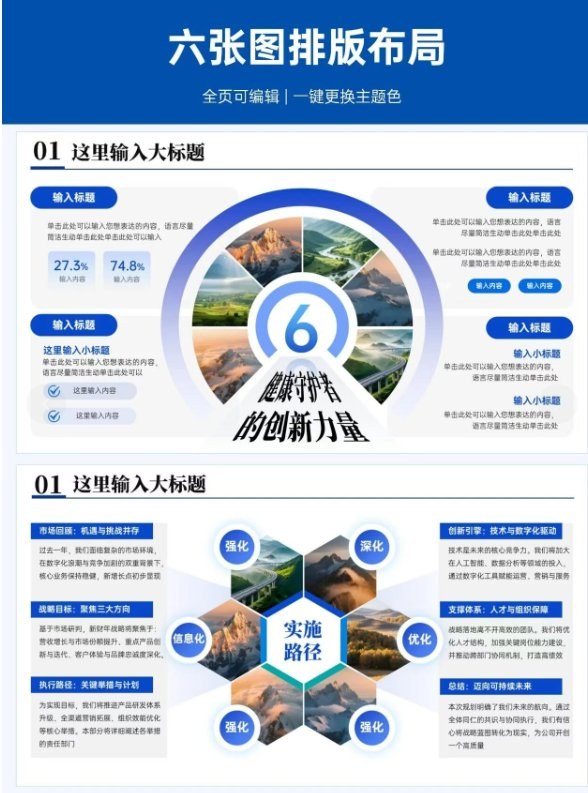 六张图排版布局
全页可编辑 | 一键更换主题色
01 这里输入大标题
输入标题
单击此处可以输入您想表达的内容，语言尽量
简洁生动单击此处单击此处可以输入
27.3%
输入内容
74.8%
输入内容
输入标题
这里输入小标题
单击此处可以输入您想表达的内容，
语言尽量简洁生动单击此处可以
这里输入内容
这里输入内容
6
健康守护者
的创新力量
输入标题
单击此处可以输入您想表达的内容，语言
尽量简洁生动单击此处单击此处
单击此处可以输入您想表达的内容，语言
尽量简洁生动单击此处单击此处
输入内容
输入内容
输入标题
输入小标题
单击此处可以输入您想表达的内容，
语言尽量简洁生动单击此处
输入小标题
单击此处可以输入您想表达的内容，
语言尽量简洁生动单击此处
01 这里输入大标题
市场回顾：机遇与挑战并存
过去一年，我们面临复杂的市场环境，
在数字化浪潮与竞争加剧的双重背景下，
核心业务保持稳健，新增长点初步显现
战略目标：聚焦三大方向
基于市场研判，新财年战略将聚焦于：
营收增长与市场份额提升、重点产品创
新与迭代、客户体验与品牌忠诚度深化。
执行路径：关键举措与计划
为实现目标，我们将推进产品研发体系
升级、全渠道营销拓展、组织效能优化
等核心举措。本部分将详细阐述各举措
的责任部门
强化
深化
信息化
实施
路径
优化
强化
强化
创新引擎：技术与数字化驱动
技术是未来的核心竞争力。我们将加大
在人工智能、数据分析等领域的投入，
通过数字化工具赋能运营、营销与服务
支撑体系：人才与组织保障
战略落地离不开高效的团队。我们将优
化人才结构，加强关键岗位能力建设，
并推动跨部门协同机制，打造高绩效
总结：迈向可持续未来
本次规划明确了我们未来的航向。通过
全体同仁的共识与协同执行，我们有信
心将战略蓝图转化为现实，为公司开创
一个高质量